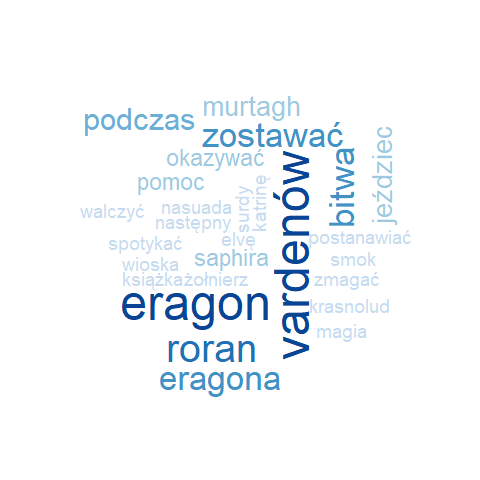 murtagh
podczas
zostawać
jeździec
okazywać
bitwa
pomoc
katrinę
surdy
vardenów
walczyć
nasuada
następny
spotykać
elvę
postanawiać
wioska
saphira
smok
książka
żołnierz
zmagać
eragon
krasnolud
magia
roran
eragona